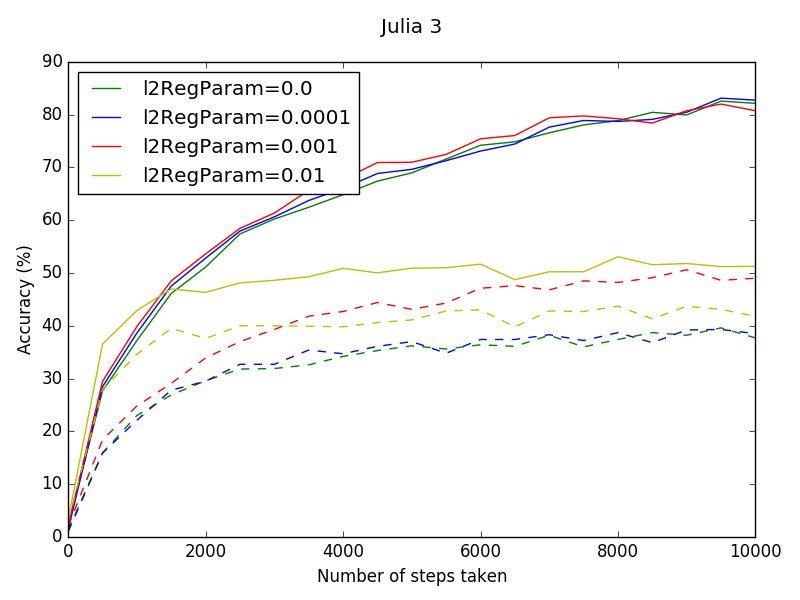 Julia 3
90
80
70
60
50
40
30
20
10
0
Accuracy (%)
l2RegParam=0.0
l2RegParam=0.0001
l2RegParam=0.001
l2RegParam=0.01
0 2000 4000 6000 8000 10000
Number of steps taken